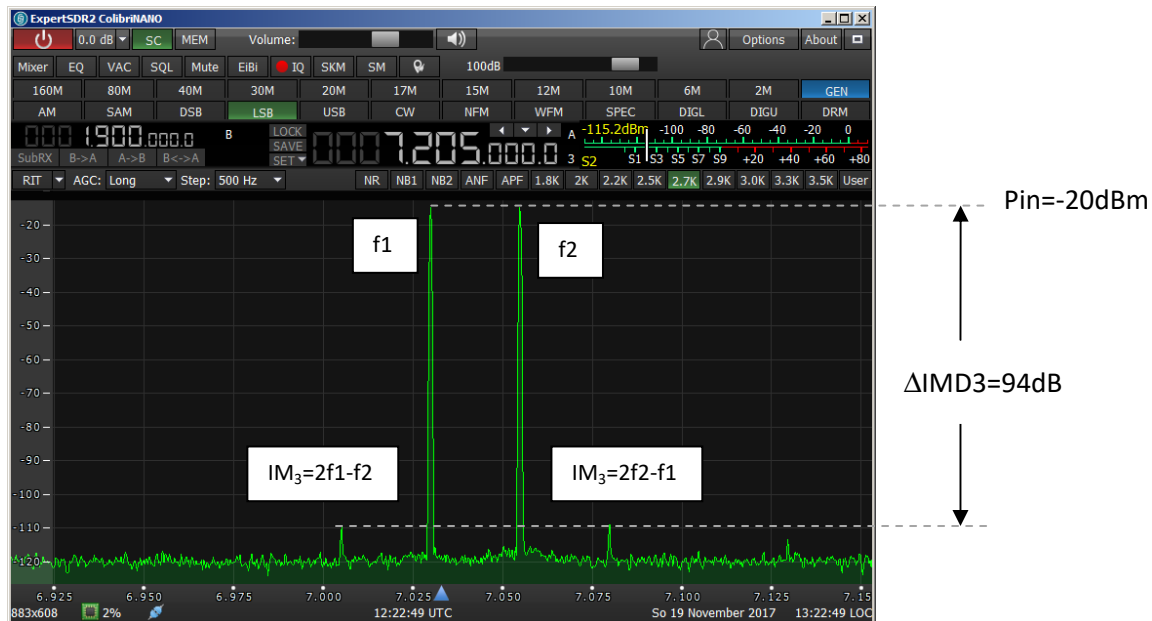 ExpertSDR2 ColibriNANO
0.0 dB SC MEM Volume: Options About
Mixer EQ VAC SQL Mute EiBi IQ SKM SM 100dB
160M 80M 40M 30M 20M 17M 15M 12M 10M 6M 2M GEN
AM SAM DSB LSB USB CW NFM WFM SPEC DIGL DIGU DRM
000 1.900.000.0 B LOCK SAVE SET 0007.205.000.0 A 3
-115.2dBm -100 -80 -60 -40 -20 0
S2 S1 S3 S5 S7 S9 +20 +40 +60 +80
SubRX B->A A->B B<->A
RIT AGC: Long Step: 500 Hz NR NB1 NB2 ANF APF 1.8K 2K 2.2K 2.5K 2.7K 2.9K 3.0K 3.3K 3.5K User
Pin=-20dBm
f1 f2
-20
-30
-40
-50
-60
-70
-80
-90
-100
-110
-120
ΔIMD3=94dB
IM₃=2f1-f2 IM₃=2f2-f1
6.925 6.950 6.975 7.000 7.025 7.050 7.075 7.100 7.125 7.15
883x608 2% 12:22:49 UTC So 19 November 2017 13:22:49 LOC